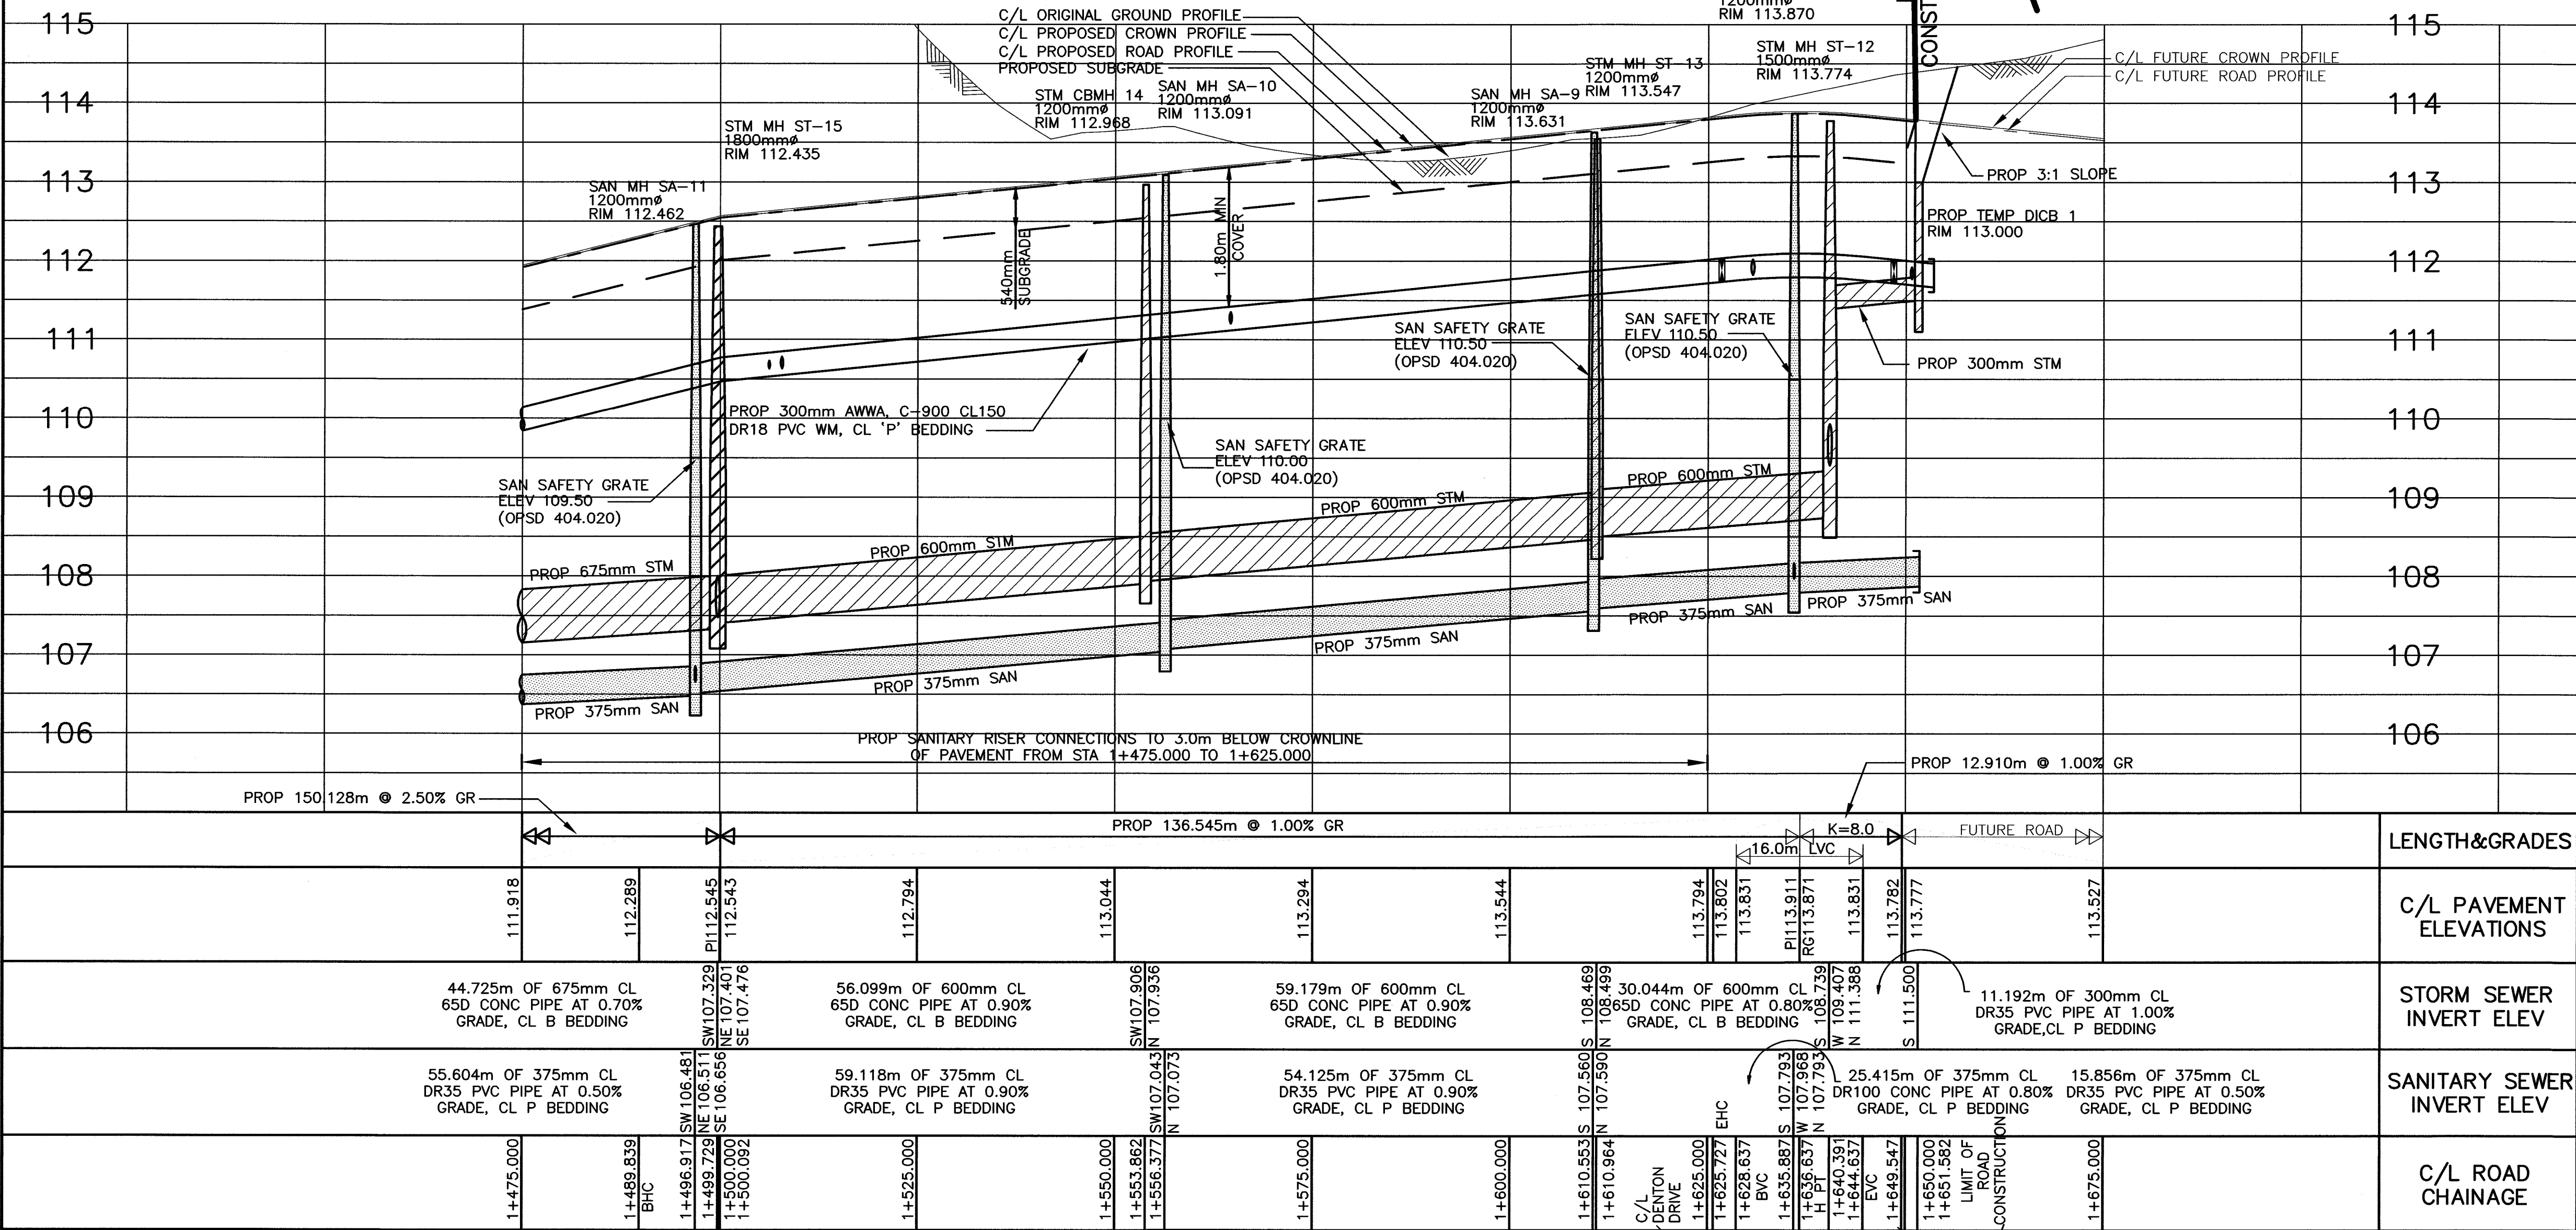 115
114
113
112
111
110
109
108
107
106
115
114
113
112
111
110
109
108
107
106
C/L ORIGINAL GROUND PROFILE
C/L PROPOSED CROWN PROFILE
C/L PROPOSED ROAD PROFILE
PROPOSED SUBGRADE
1200mmø
RIM 113.870
CONST
STM MH ST-12
1500mmø
RIM 113.774
STM MH ST-13
1200mmø
RIM 113.547
SAN MH SA-9
1200mmø
RIM 113.631
SAN MH SA-10
1200mmø
RIM 113.091
STM CBMH 14
1200mmø
RIM 112.968
STM MH ST-15
1800mmø
RIM 112.435
SAN MH SA-11
1200mmø
RIM 112.462
C/L FUTURE CROWN PROFILE
C/L FUTURE ROAD PROFILE
PROP 3:1 SLOPE
PROP TEMP DICB 1
RIM 113.000
540mm
SUBGRADE
1.80m MIN
COVER
SAN SAFETY GRATE
ELEV 110.50
(OPSD 404.020)
SAN SAFETY GRATE
ELEV 110.50
(OPSD 404.020)
PROP 300mm STM
PROP 300mm AWWA, C-900 CL150
DR18 PVC WM, CL 'P' BEDDING
SAN SAFETY GRATE
ELEV 110.00
(OPSD 404.020)
SAN SAFETY GRATE
ELEV 109.50
(OPSD 404.020)
PROP 675mm STM
PROP 600mm STM
PROP 600mm STM
PROP 600mm STM
PROP 375mm SAN
PROP 375mm SAN
PROP 375mm SAN
PROP 375mm SAN
PROP 375mm SAN
PROP SANITARY RISER CONNECTIONS TO 3.0m BELOW CROWNLINE
OF PAVEMENT FROM STA 1+475.000 TO 1+625.000
PROP 12.910m @ 1.00% GR
PROP 150.128m @ 2.50% GR
PROP 136.545m @ 1.00% GR
K=8.0
16.0m LVC
FUTURE ROAD
LENGTH&GRADES
111.918
112.289
PI112.545
112.543
112.794
113.044
113.294
113.544
113.794
113.802
113.831
PI113.911
RG113.871
113.831
113.782
113.777
113.527
C/L PAVEMENT
ELEVATIONS
44.725m OF 675mm CL
65D CONC PIPE AT 0.70%
GRADE, CL B BEDDING
SW107.329
NE 107.401
SE 107.476
56.099m OF 600mm CL
65D CONC PIPE AT 0.90%
GRADE, CL B BEDDING
SW107.906
N 107.936
59.179m OF 600mm CL
65D CONC PIPE AT 0.90%
GRADE, CL B BEDDING
S 108.469
N 108.499
30.044m OF 600mm CL
65D CONC PIPE AT 0.80%
GRADE, CL B BEDDING
S 108.739
W 109.407
N 111.388
S 111.500
11.192m OF 300mm CL
DR35 PVC PIPE AT 1.00%
GRADE,CL P BEDDING
STORM SEWER
INVERT ELEV
55.604m OF 375mm CL
DR35 PVC PIPE AT 0.50%
GRADE, CL P BEDDING
SW106.481
NE106.511
SE106.656
59.118m OF 375mm CL
DR35 PVC PIPE AT 0.90%
GRADE, CL P BEDDING
SW107.043
N 107.073
54.125m OF 375mm CL
DR35 PVC PIPE AT 0.90%
GRADE, CL P BEDDING
S 107.560
N 107.590
S 107.793
W 107.968
N 107.793
25.415m OF 375mm CL
DR100 CONC PIPE AT 0.80%
GRADE, CL P BEDDING
15.856m OF 375mm CL
DR35 PVC PIPE AT 0.50%
GRADE, CL P BEDDING
SANITARY SEWER
INVERT ELEV
1+475.000
1+489.839
BHC
1+496.917
1+499.729
1+500.000
1+500.092
1+525.000
1+550.000
1+553.862
1+556.377
1+575.000
1+600.000
1+610.553
1+610.964
C/L
DENTON
DRIVE
1+625.000
1+625.727 EHC
1+628.637
BVC
1+635.887
1+636.637
H PT
1+640.391
1+644.637
EVC
1+649.547
1+650.000
1+651.582
LIMIT OF
ROAD
CONSTRUCTION
1+675.000
C/L ROAD
CHAINAGE